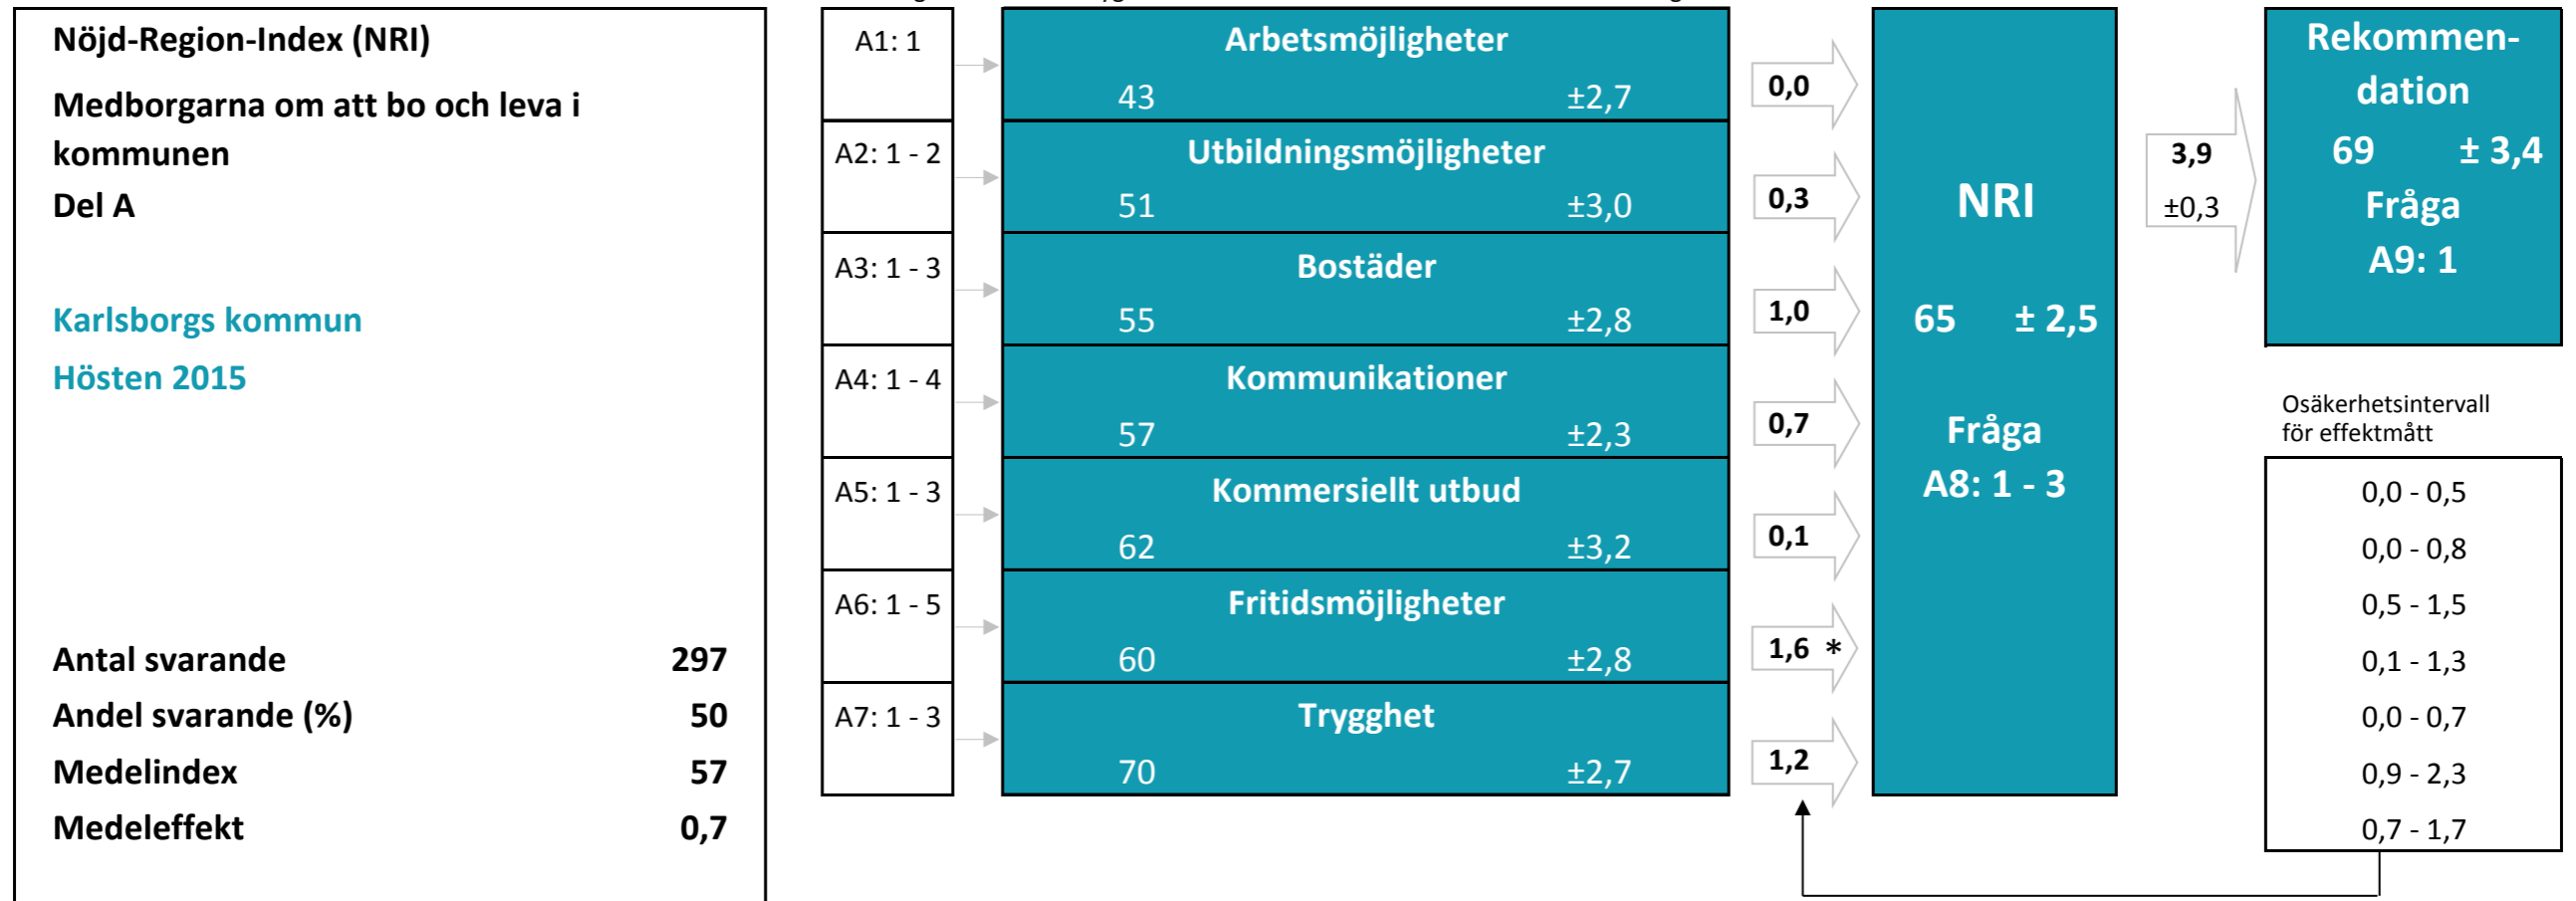 Nöjd-Region-Index (NRI)
Medborgarna om att bo och leva i
kommunen
Del A
Karlsborgs kommun
Hösten 2015
Antal svarande 297
Andel svarande (%) 50
Medelindex 57
Medeleffekt 0,7
A1: 1
Arbetsmöjligheter
43 ±2,7
0,0
A2: 1 - 2
Utbildningsmöjligheter
51 ±3,0
0,3
A3: 1 - 3
Bostäder
55 ±2,8
1,0
A4: 1 - 4
Kommunikationer
57 ±2,3
0,7
A5: 1 - 3
Kommersiellt utbud
62 ±3,2
0,1
A6: 1 - 5
Fritidsmöjligheter
60 ±2,8
1,6 *
A7: 1 - 3
Trygghet
70 ±2,7
1,2
NRI
65 ± 2,5
Fråga
A8: 1 - 3
3,9
±0,3
Rekommen-
dation
69 ± 3,4
Fråga
A9: 1
Osäkerhetsintervall
för effektmått
0,0 - 0,5
0,0 - 0,8
0,5 - 1,5
0,1 - 1,3
0,0 - 0,7
0,9 - 2,3
0,7 - 1,7